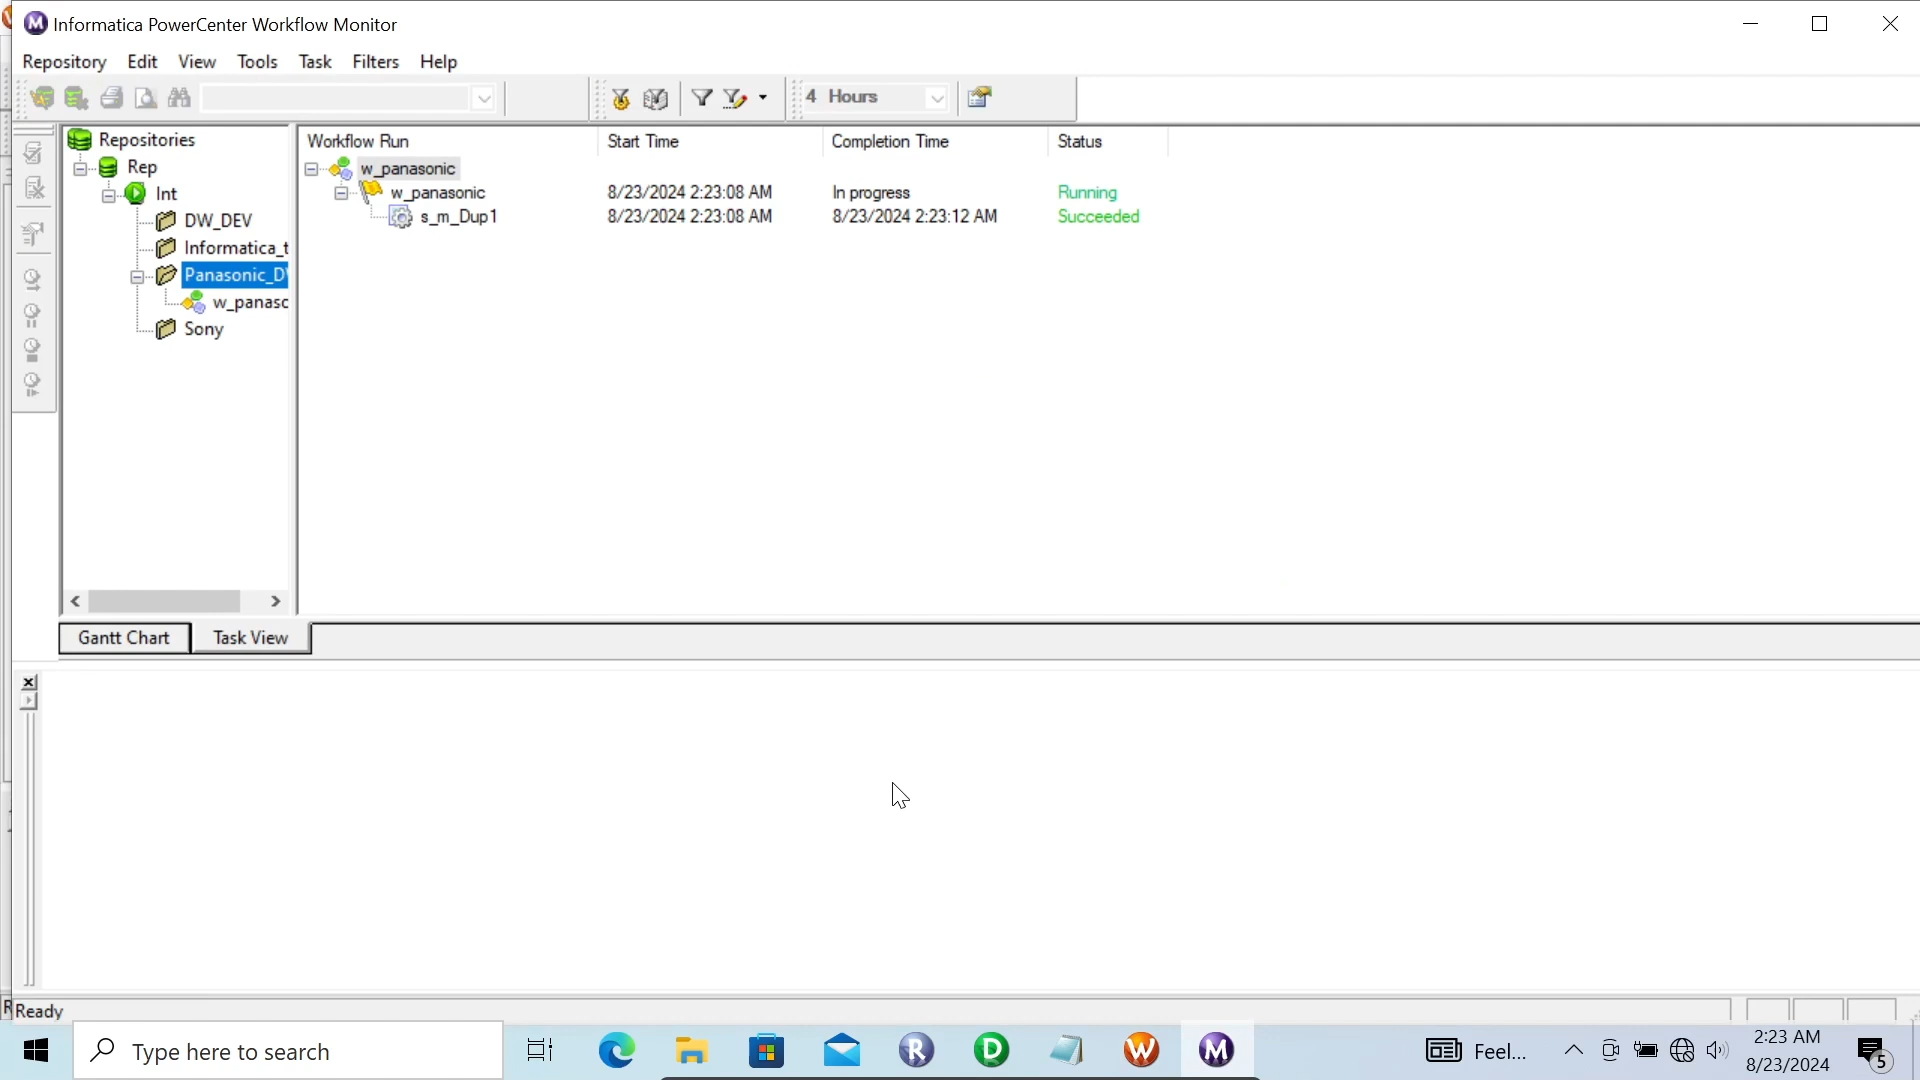 Informatica PowerCenter Workflow Monitor
Repository Edit View Tools Task Filters Help
4 Hours
Repositories
Rep
Int
DW_DEV
Informatica_t
Panasonic_D
w_panasc
Sony
Workflow Run Start Time Completion Time Status
w_panasonic
w_panasonic 8/23/2024 2:23:08 AM In progress Running
s_m_Dup1 8/23/2024 2:23:08 AM 8/23/2024 2:23:12 AM Succeeded
Gantt Chart Task View
Ready
Type here to search
R
D
W
M
Feel...
2:23 AM
8/23/2024
5